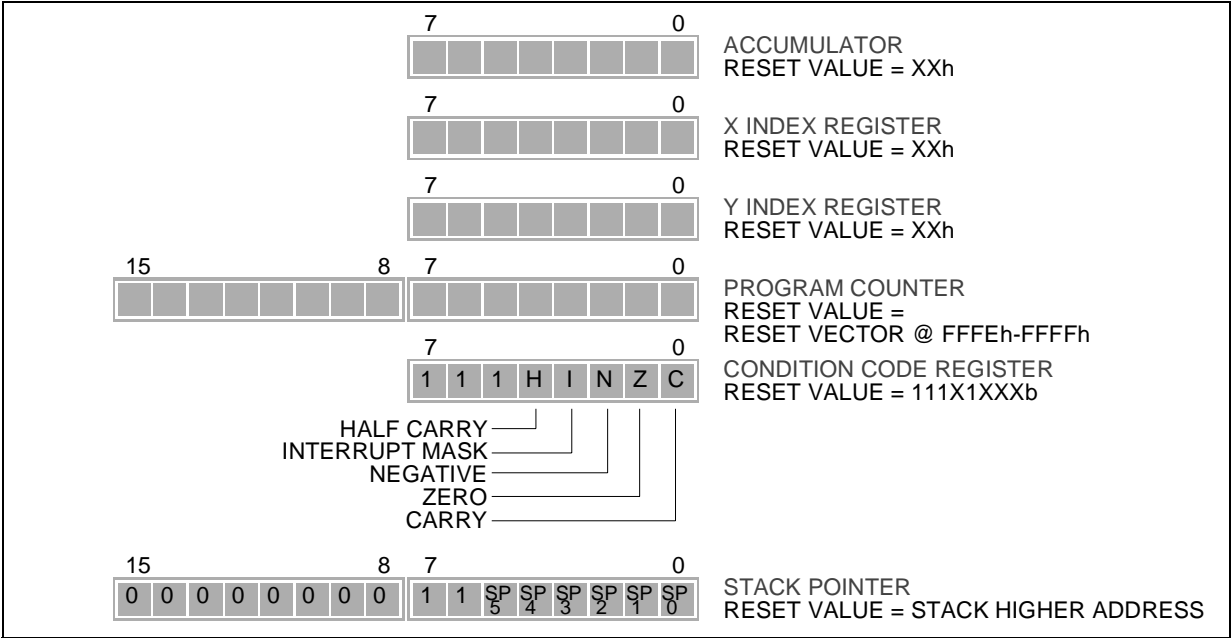 7 0
ACCUMULATOR
RESET VALUE = XXh
7 0
X INDEX REGISTER
RESET VALUE = XXh
7 0
Y INDEX REGISTER
RESET VALUE = XXh
15 8 7 0
PROGRAM COUNTER
RESET VALUE =
RESET VECTOR @ FFFEh-FFFFh
7 0
1 1 1 H I N Z C
CONDITION CODE REGISTER
RESET VALUE = 111X1XXXb
HALF CARRY
INTERRUPT MASK
NEGATIVE
ZERO
CARRY
15 8 7 0
0 0 0 0 0 0 0 0 1 1 SP5 SP4 SP3 SP2 SP1 SP0
STACK POINTER
RESET VALUE = STACK HIGHER ADDRESS